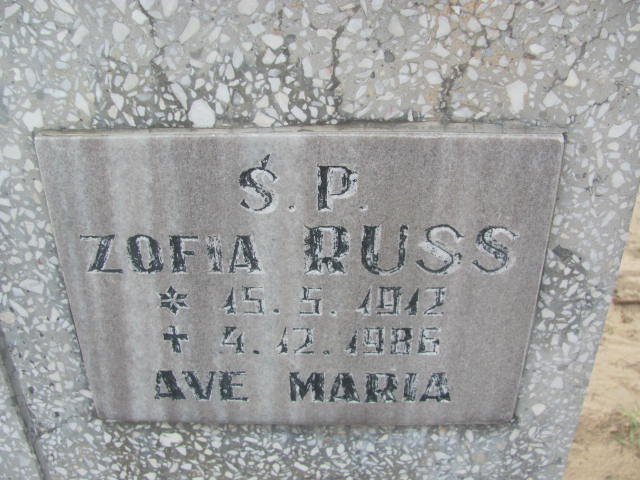 Ś. P.
ZOFIA RUSS
* 15. 5. 1912
✝ 4. 12. 1986
AVE MARIA